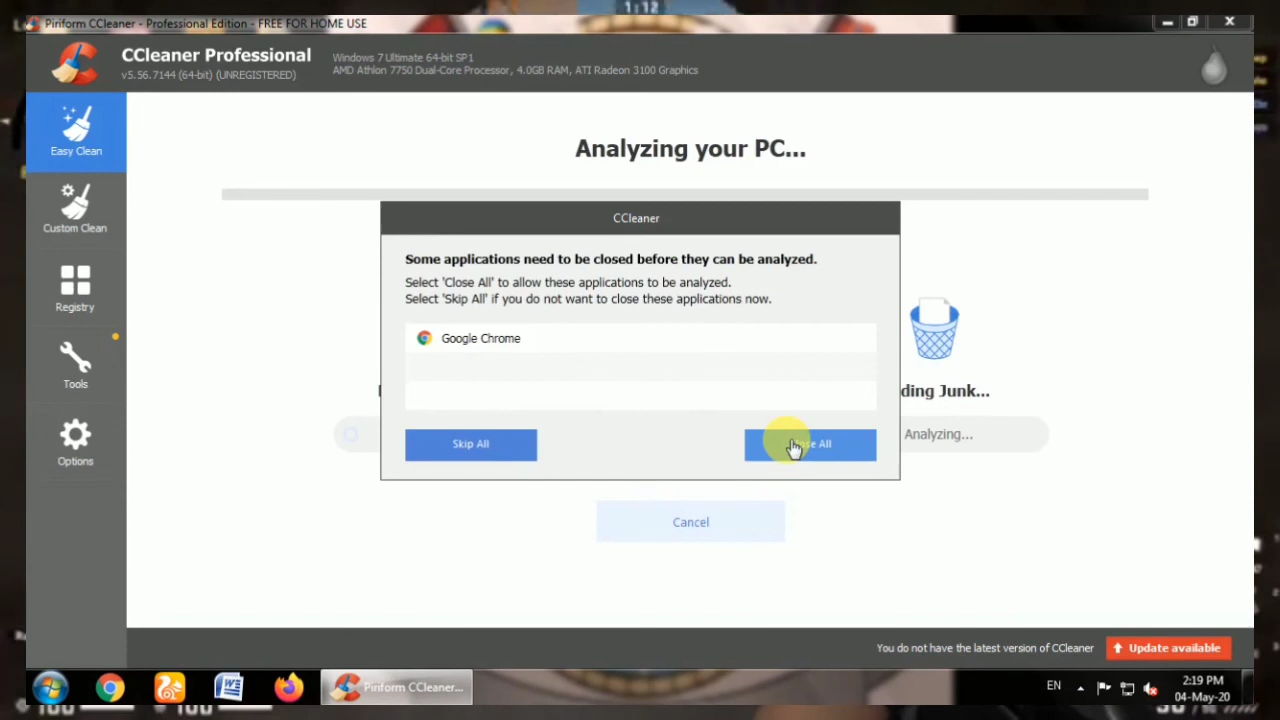 1:12
Piriform CCleaner - Professional Edition - FREE FOR HOME USE
CCleaner Professional
v5.56.7144 (64-bit) (UNREGISTERED)
Windows 7 Ultimate 64-bit SP1
AMD Athlon 7750 Dual-Core Processor, 4.0GB RAM, ATI Radeon 3100 Graphics
Easy Clean
Custom Clean
Registry
Tools
Options
Analyzing your PC...
CCleaner
Some applications need to be closed before they can be analyzed.
Select 'Close All' to allow these applications to be analyzed.
Select 'Skip All' if you do not want to close these applications now.
Google Chrome
Skip All
All
Junk...
Analyzing...
Cancel
You do not have the latest version of CCleaner
Update available
Piriform CCleaner...
EN
2:19 PM
04-May-20
100
100